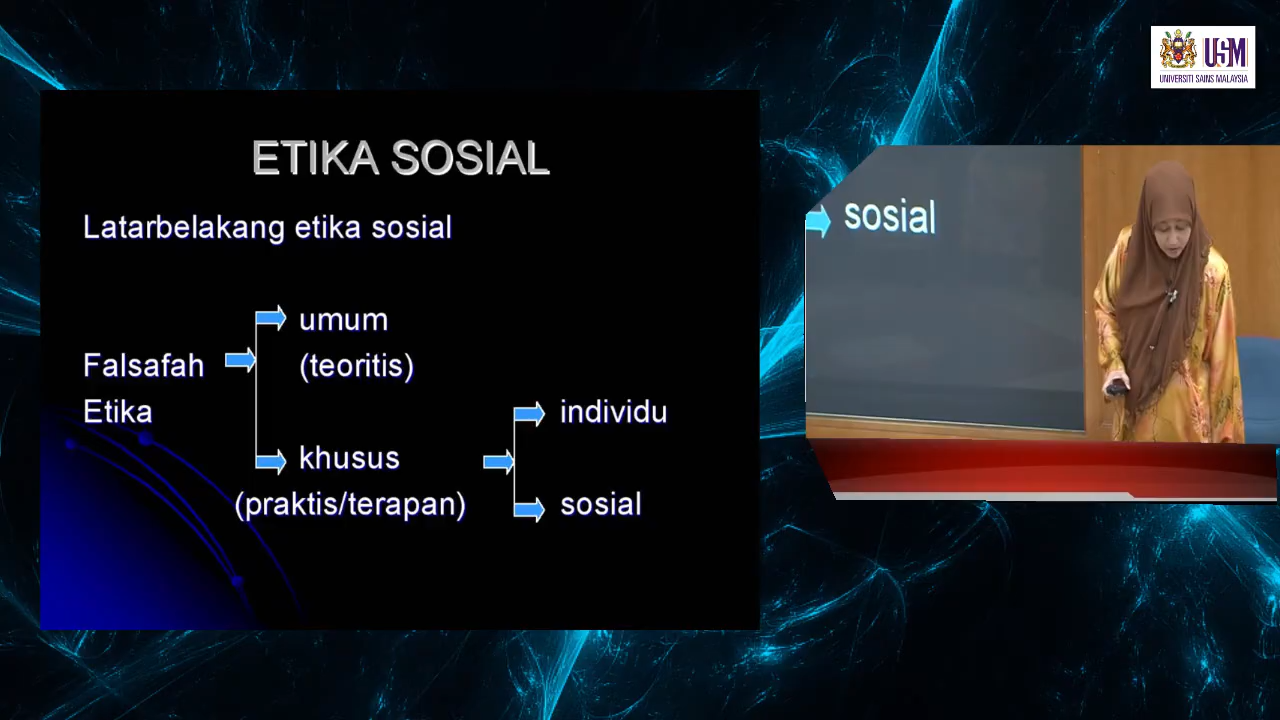 USM
UNIVERSITI SAINS MALAYSIA
ETIKA SOSIAL
Latarbelakang etika sosial
umum
Falsafah (teoritis)
Etika individu
khusus
(praktis/terapan) sosial
sosial